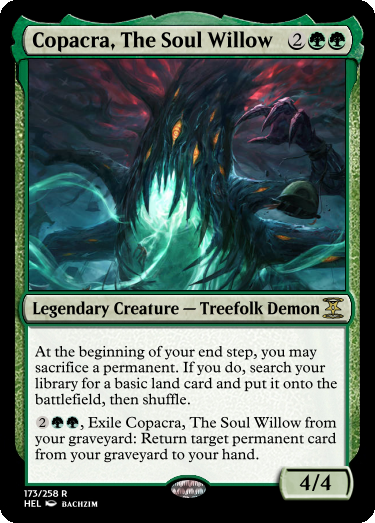 Copacra, The Soul Willow 2
Legendary Creature — Treefolk Demon
At the beginning of your end step, you may
sacrifice a permanent. If you do, search your
library for a basic land card and put it onto the
battlefield, then shuffle.
2, Exile Copacra, The Soul Willow from
your graveyard: Return target permanent card
from your graveyard to your hand.
4/4
173/258 R
HEL BACHZIM